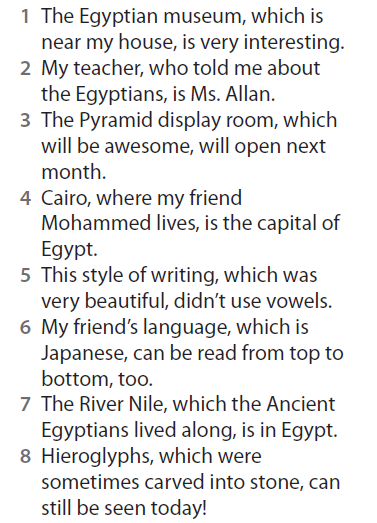 1 The Egyptian museum, which is
near my house, is very interesting.
2 My teacher, who told me about
the Egyptians, is Ms. Allan.
3 The Pyramid display room, which
will be awesome, will open next
month.
4 Cairo, where my friend
Mohammed lives, is the capital of
Egypt.
5 This style of writing, which was
very beautiful, didn’t use vowels.
6 My friend’s language, which is
Japanese, can be read from top to
bottom, too.
7 The River Nile, which the Ancient
Egyptians lived along, is in Egypt.
8 Hieroglyphs, which were
sometimes carved into stone, can
still be seen today!